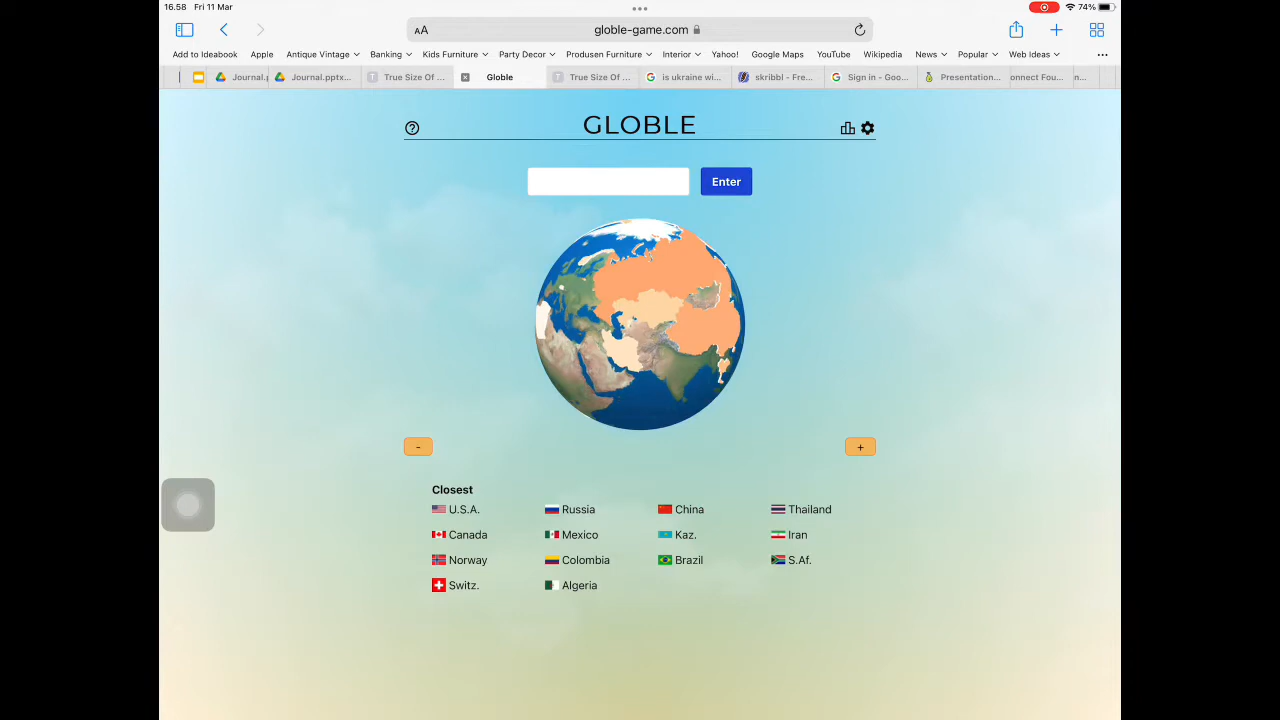 16.58 Fri 11 Mar
74%
AA globle-game.com
Add to Ideabook Apple Antique Vintage Banking Kids Furniture Party Decor Produsen Furniture Interior Yahoo! Google Maps YouTube Wikipedia News Popular Web Ideas
Journal.p Journal.pptx... True Size Of ... Globle True Size Of ... is ukraine wi... skribbl - Fre... Sign in - Goo... Presentation... onnect Fou... n...
GLOBLE
Enter
- +
Closest
U.S.A. Russia China Thailand
Canada Mexico Kaz. Iran
Norway Colombia Brazil S.Af.
Switz. Algeria